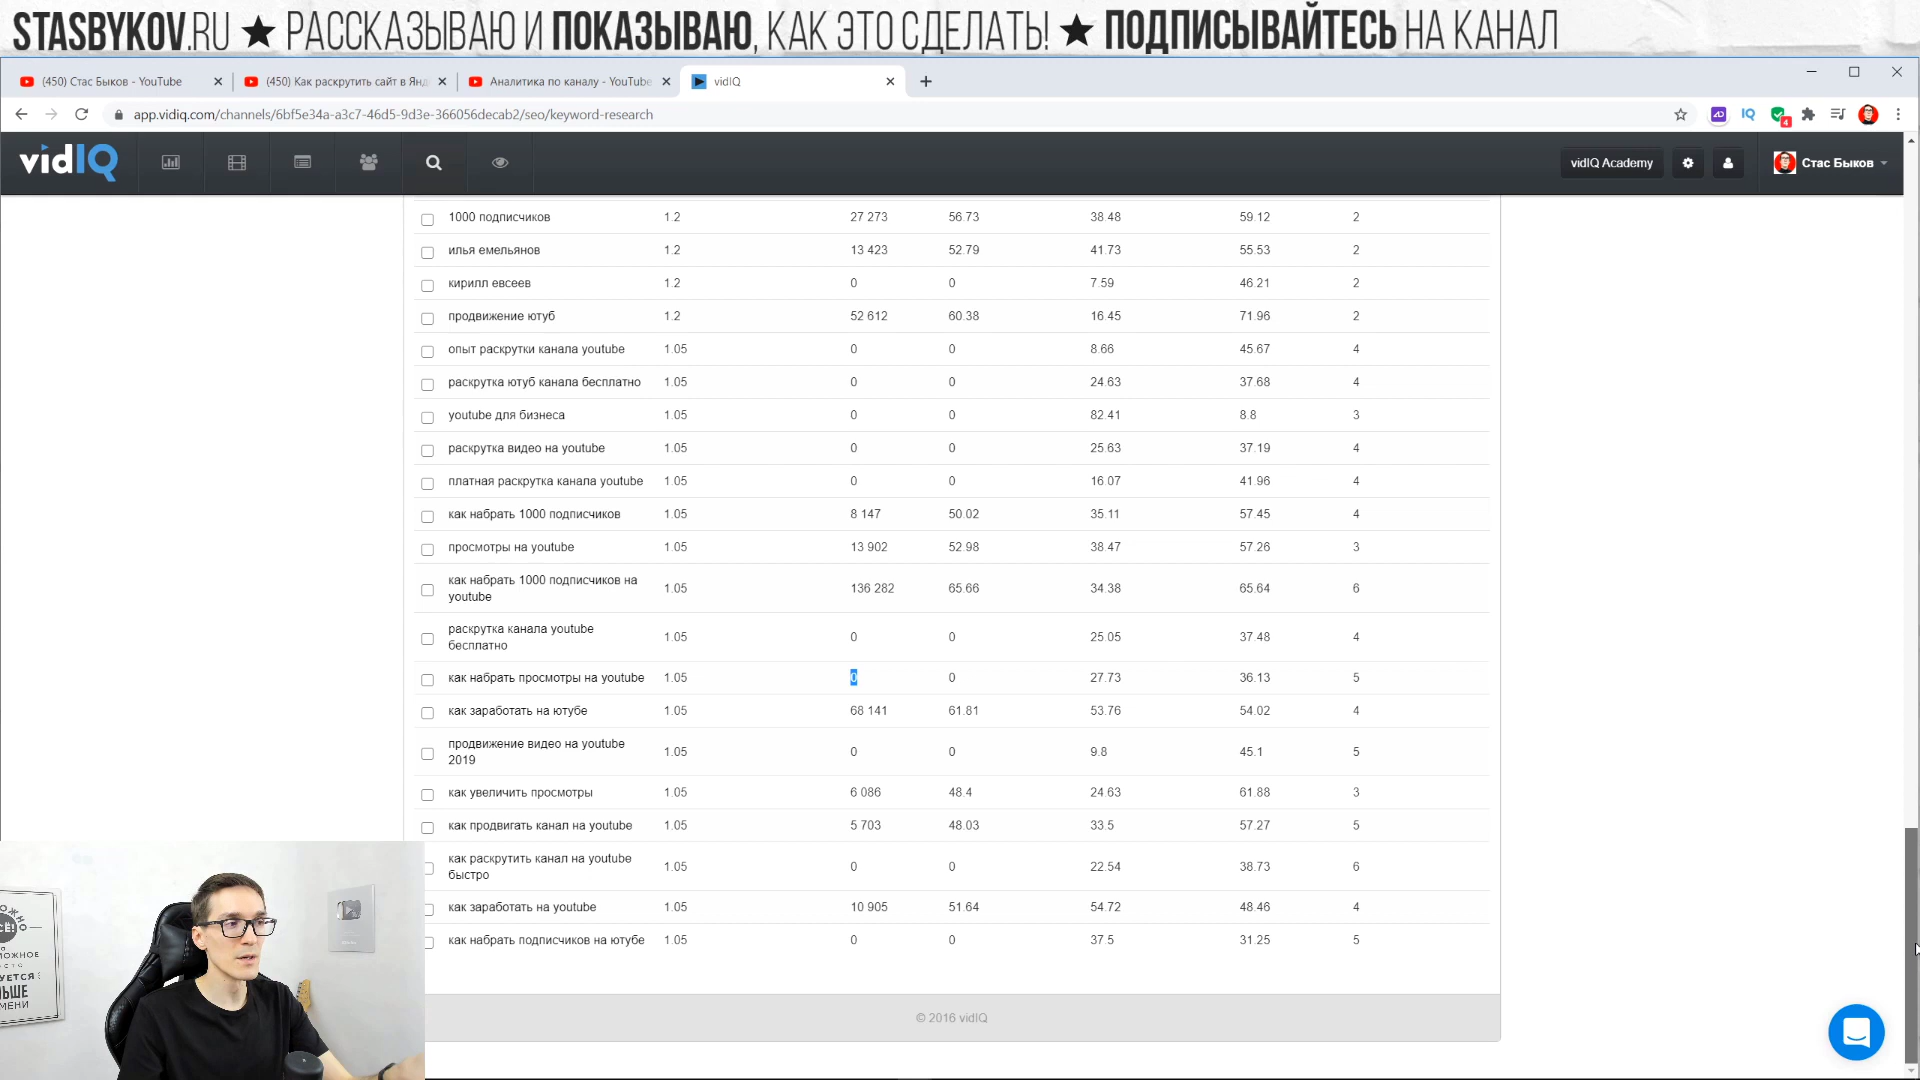 STASBYKOV.RU ★ РАССКАЗЫВАЮ И ПОКАЗЫВАЮ, КАК ЭТО СДЕЛАТЬ! ★ ПОДПИСЫВАЙТЕСЬ НА КАНАЛ
(450) Стас Быков - YouTube
(450) Как раскрутить сайт в Янд
Аналитика по каналу - YouTube
vidIQ
app.vidiq.com/channels/6bf5e34a-a3c7-46d5-9d3e-366056decab2/seo/keyword-research
IQ
4
vidIQ
vidIQ Academy
Стас Быков
1000 подписчиков 1.2 27 273 56.73 38.48 59.12 2
илья емельянов 1.2 13 423 52.79 41.73 55.53 2
кирилл евсеев 1.2 0 0 7.59 46.21 2
продвижение ютуб 1.2 52 612 60.38 16.45 71.96 2
опыт раскрутки канала youtube 1.05 0 0 8.66 45.67 4
раскрутка ютуб канала бесплатно 1.05 0 0 24.63 37.68 4
youtube для бизнеса 1.05 0 0 82.41 8.8 3
раскрутка видео на youtube 1.05 0 0 25.63 37.19 4
платная раскрутка канала youtube 1.05 0 0 16.07 41.96 4
как набрать 1000 подписчиков 1.05 8 147 50.02 35.11 57.45 4
просмотры на youtube 1.05 13 902 52.98 38.47 57.26 3
как набрать 1000 подписчиков на
youtube 1.05 136 282 65.66 34.38 65.64 6
раскрутка канала youtube
бесплатно 1.05 0 0 25.05 37.48 4
как набрать просмотры на youtube 1.05 0 0 27.73 36.13 5
как заработать на ютубе 1.05 68 141 61.81 53.76 54.02 4
продвижение видео на youtube
2019 1.05 0 0 9.8 45.1 5
как увеличить просмотры 1.05 6 086 48.4 24.63 61.88 3
как продвигать канал на youtube 1.05 5 703 48.03 33.5 57.27 5
как раскрутить канал на youtube
быстро 1.05 0 0 22.54 38.73 6
как заработать на youtube 1.05 10 905 51.64 54.72 48.46 4
как набрать подписчиков на ютубе 1.05 0 0 37.5 31.25 5
© 2016 vidIQ